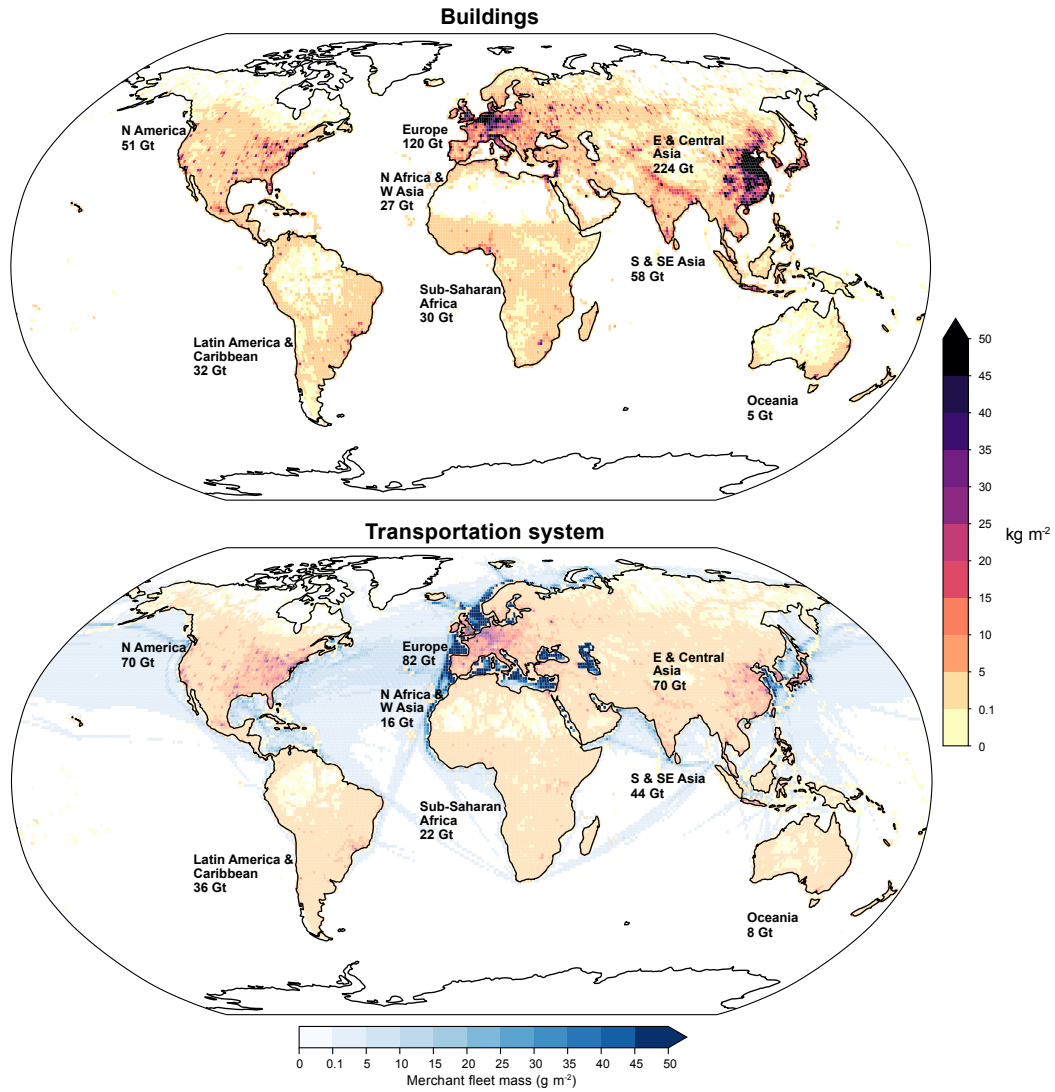 Buildings
N America
51 Gt
Europe
120 Gt
E & Central
Asia
224 Gt
N Africa &
W Asia
27 Gt
S & SE Asia
58 Gt
Sub-Saharan
Africa
30 Gt
Latin America &
Caribbean
32 Gt
Oceania
5 Gt
50
45
40
35
30
25
20
15
10
5
0.1
0
kg m⁻²
Transportation system
N America
70 Gt
Europe
82 Gt
E & Central
Asia
70 Gt
N Africa &
W Asia
16 Gt
S & SE Asia
44 Gt
Sub-Saharan
Africa
22 Gt
Latin America &
Caribbean
36 Gt
Oceania
8 Gt
0 0.1 5 10 15 20 25 30 35 40 45 50
Merchant fleet mass (g m⁻²)